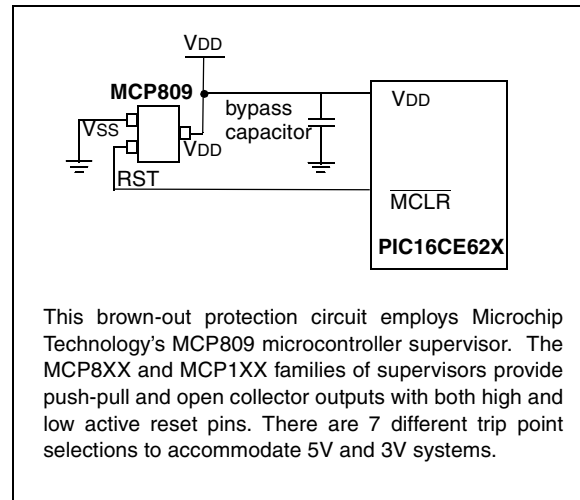 VDD
MCP809
bypass
capacitor
VDD
VSS
VDD
RST
MCLR
PIC16CE62X
This brown-out protection circuit employs Microchip
Technology's MCP809 microcontroller supervisor. The
MCP8XX and MCP1XX families of supervisors provide
push-pull and open collector outputs with both high and
low active reset pins. There are 7 different trip point
selections to accommodate 5V and 3V systems.